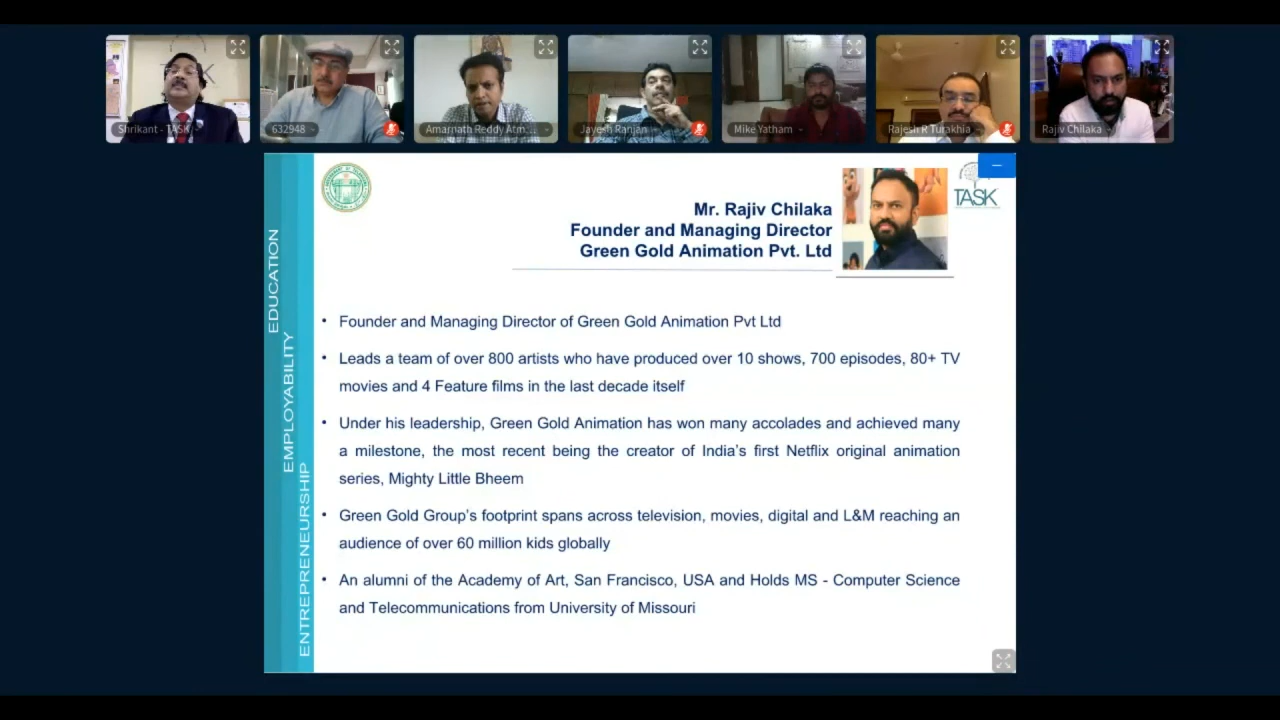 TASK
Shrikant - TASK
632948
Amarnath Reddy Atm...
Jayesh Ranjan
Mike Yatham
Rajesh R Turakhia
Rajiv Chilaka
TASK
Mr. Rajiv Chilaka
Founder and Managing Director
Green Gold Animation Pvt. Ltd
EDUCATION
EMPLOYABILITY
ENTREPRENEURSHIP
• Founder and Managing Director of Green Gold Animation Pvt Ltd
• Leads a team of over 800 artists who have produced over 10 shows, 700 episodes, 80+ TV
movies and 4 Feature films in the last decade itself
• Under his leadership, Green Gold Animation has won many accolades and achieved many
a milestone, the most recent being the creator of India's first Netflix original animation
series, Mighty Little Bheem
• Green Gold Group's footprint spans across television, movies, digital and L&M reaching an
audience of over 60 million kids globally
• An alumni of the Academy of Art, San Francisco, USA and Holds MS - Computer Science
and Telecommunications from University of Missouri